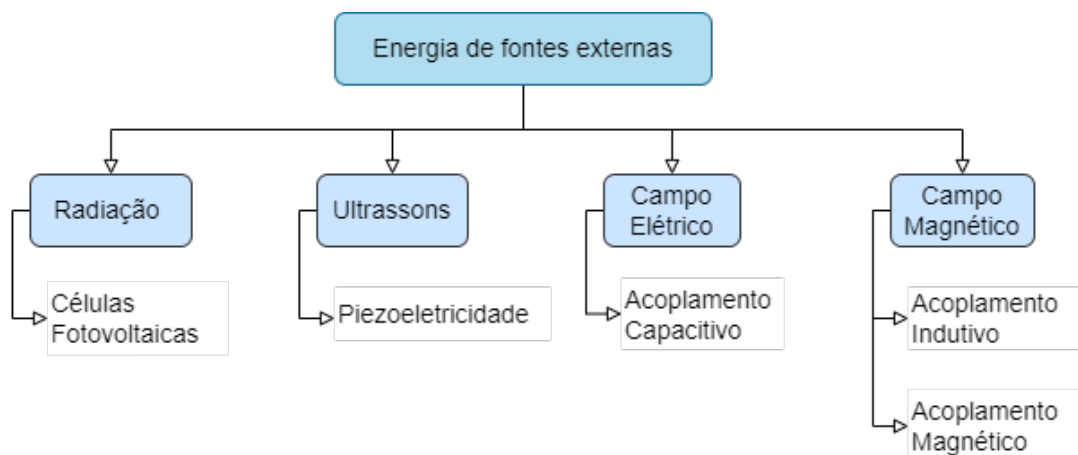 Energia de fontes externas
Radiação
Ultrassons
Campo
Elétrico
Campo
Magnético
Células
Fotovoltaicas
Piezoeletricidade
Acoplamento
Capacitivo
Acoplamento
Indutivo
Acoplamento
Magnético